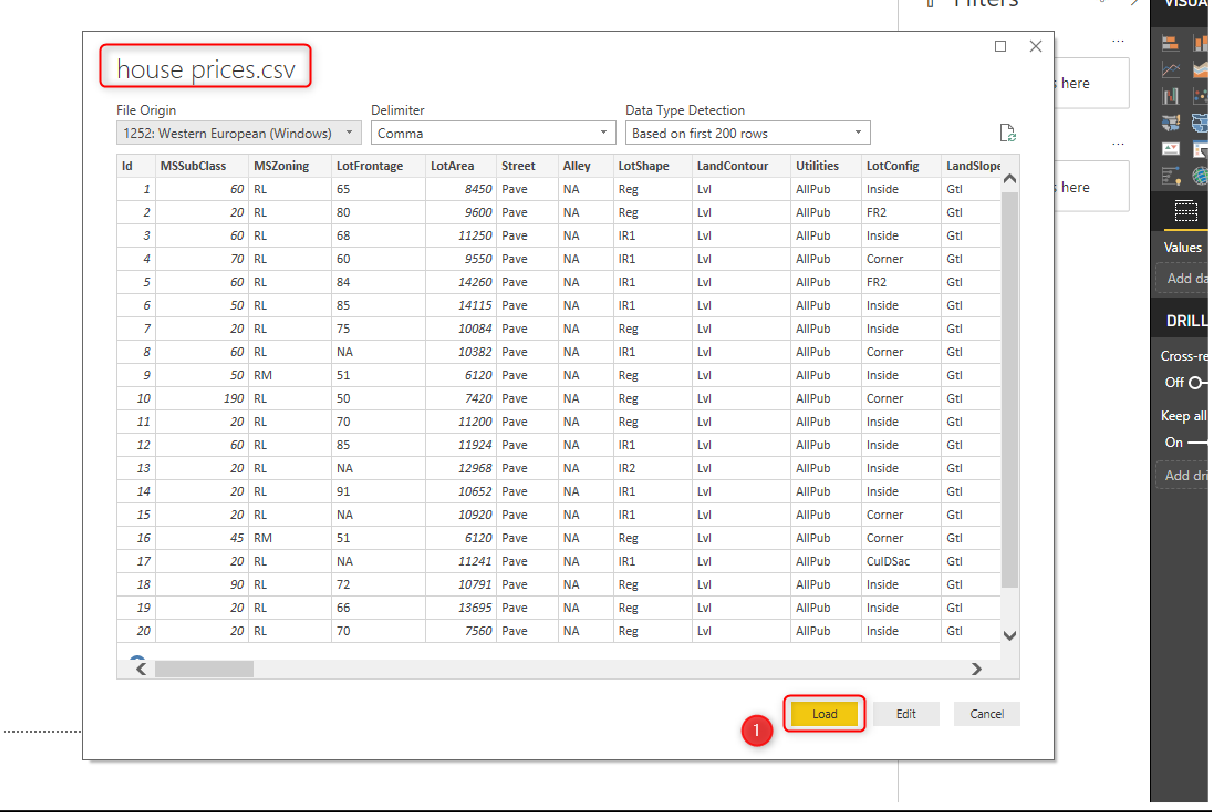 Filters
VISUA
house prices.csv
File Origin
Delimiter
Data Type Detection
1252: Western European (Windows)
Comma
Based on first 200 rows
Id MSSubClass MSZoning LotFrontage LotArea Street Alley LotShape LandContour Utilities LotConfig LandSlope
1 60 RL 65 8450 Pave NA Reg Lvl AllPub Inside Gtl
2 20 RL 80 9600 Pave NA Reg Lvl AllPub FR2 Gtl
3 60 RL 68 11250 Pave NA IR1 Lvl AllPub Inside Gtl
4 70 RL 60 9550 Pave NA IR1 Lvl AllPub Corner Gtl
5 60 RL 84 14260 Pave NA IR1 Lvl AllPub FR2 Gtl
6 50 RL 85 14115 Pave NA IR1 Lvl AllPub Inside Gtl
7 20 RL 75 10084 Pave NA Reg Lvl AllPub Inside Gtl
8 60 RL NA 10382 Pave NA IR1 Lvl AllPub Corner Gtl
9 50 RM 51 6120 Pave NA Reg Lvl AllPub Inside Gtl
10 190 RL 50 7420 Pave NA Reg Lvl AllPub Corner Gtl
11 20 RL 70 11200 Pave NA Reg Lvl AllPub Inside Gtl
12 60 RL 85 11924 Pave NA IR1 Lvl AllPub Inside Gtl
13 20 RL NA 12968 Pave NA IR2 Lvl AllPub Inside Gtl
14 20 RL 91 10652 Pave NA IR1 Lvl AllPub Inside Gtl
15 20 RL NA 10920 Pave NA IR1 Lvl AllPub Corner Gtl
16 45 RM 51 6120 Pave NA Reg Lvl AllPub Corner Gtl
17 20 RL NA 11241 Pave NA IR1 Lvl AllPub CulDSac Gtl
18 90 RL 72 10791 Pave NA Reg Lvl AllPub Inside Gtl
19 20 RL 66 13695 Pave NA Reg Lvl AllPub Inside Gtl
20 20 RL 70 7560 Pave NA Reg Lvl AllPub Inside Gtl
1
Load
Edit
Cancel
...
s here
...
s here
Values
Add da
DRILL
Cross-re
Off
Keep all
On
Add dri